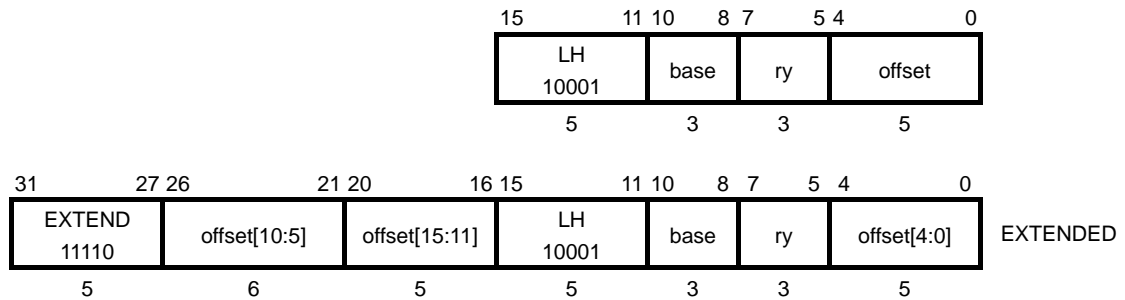 15 11 10 8 7 5 4 0
LH
10001 base ry offset
5 3 3 5
31 27 26 21 20 16 15 11 10 8 7 5 4 0
EXTEND
11110 offset[10:5] offset[15:11] LH
10001 base ry offset[4:0] EXTENDED
5 6 5 5 3 3 5